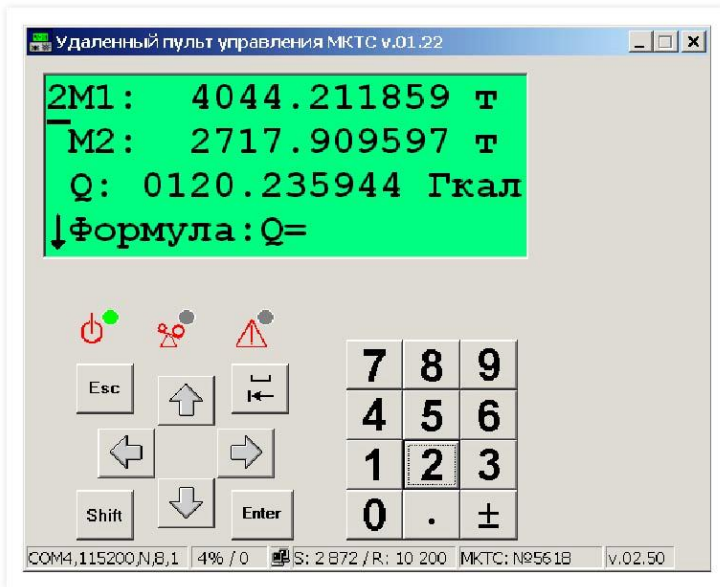 Удаленный пульт управления МКТС v.01.22
2М1: 4044.211859 т
М2: 2717.909597 т
Q: 0120.235944 Гкал
↓Формула:Q=
Esc
7 8 9
4 5 6
1 2 3
Shift
Enter
0 . ±
COM4,115200,N,8,1 4% / 0 S: 2 872 / R: 10 200 МКТС: №5618 v.02.50